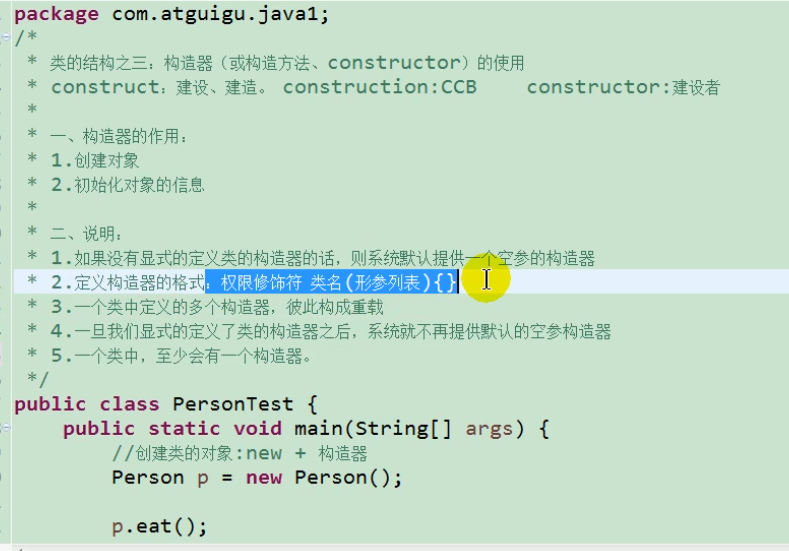 package com.atguigu.java1;
/*
* 类的结构之三：构造器（或构造方法、constructor）的使用
* construct：建设、建造。 construction:CCB constructor:建设者
*
* 一、构造器的作用：
* 1.创建对象
* 2.初始化对象的信息
*
* 二、说明：
* 1.如果没有显式的定义类的构造器的话，则系统默认提供一个空参的构造器
* 2.定义构造器的格式：权限修饰符 类名(形参列表){}
* 3.一个类中定义的多个构造器，彼此构成重载
* 4.一旦我们显式的定义了类的构造器之后，系统就不再提供默认的空参构造器
* 5.一个类中，至少会有一个构造器。
*/
public class PersonTest {
public static void main(String[] args) {
//创建类的对象:new + 构造器
Person p = new Person();
p.eat();